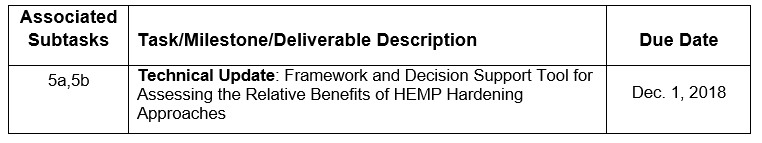 Associated
Subtasks
Task/Milestone/Deliverable Description
Due Date
5a,5b
Technical Update: Framework and Decision Support Tool for
Assessing the Relative Benefits of HEMP Hardening
Approaches
Dec. 1, 2018